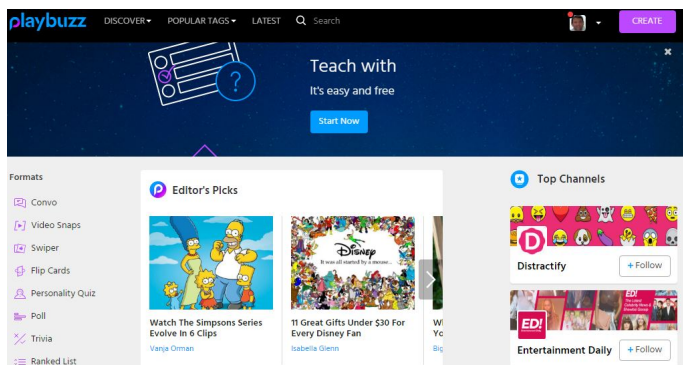 playbuzz DISCOVER POPULAR TAGS LATEST Search CREATE
Teach with
It's easy and free
Start Now
Formats
Convo
Video Snaps
Swiper
Flip Cards
Personality Quiz
Poll
Trivia
Ranked List
Editor's Picks
Watch The Simpsons Series
Evolve In 6 Clips
Vanja Orman
Disney
It was all started by a mouse..
11 Great Gifts Under $30 For
Every Disney Fan
Isabella Glenn
Yo
Big
Top Channels
Distractify
+ Follow
ED!
ED!
Entertainment Daily
+ Follow